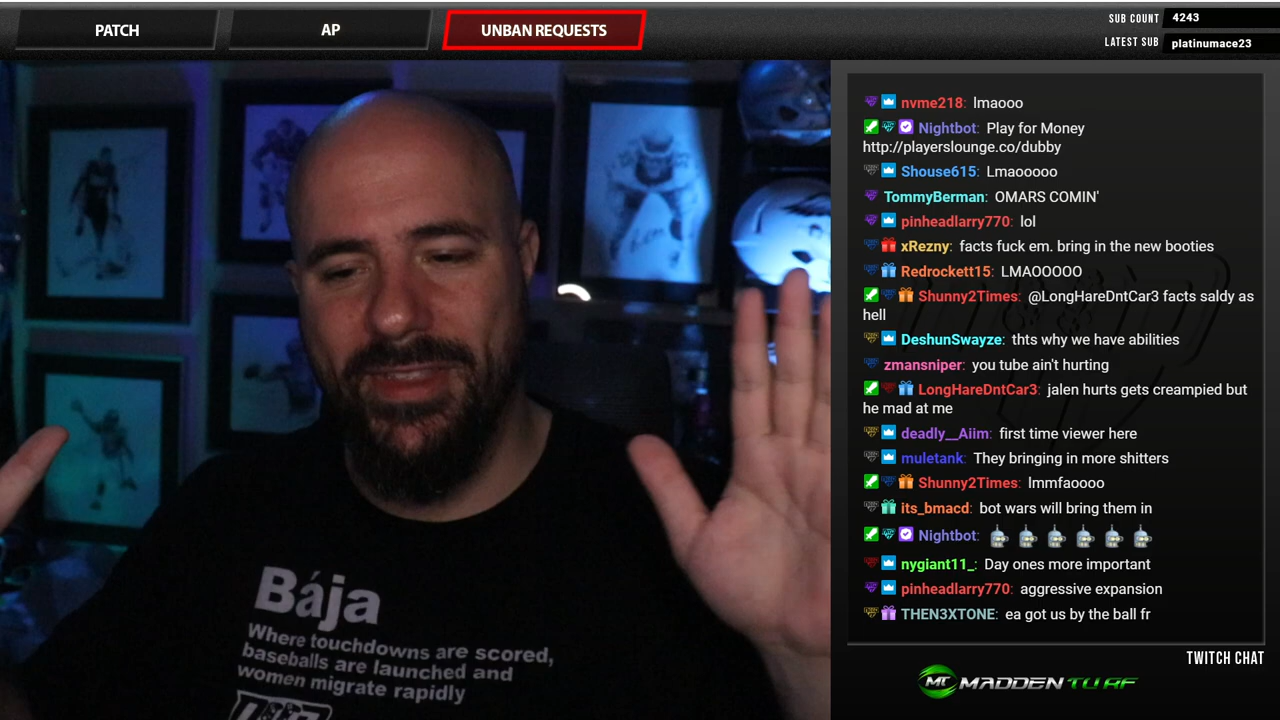 PATCH
AP
UNBAN REQUESTS
SUB COUNT 4243
LATEST SUB platinumace23
nvme218: lmaooo
Nightbot: Play for Money
http://playerslounge.co/dubby
Shouse615: Lmaooooo
TommyBerman: OMARS COMIN'
pinheadlarry770: lol
xRezny: facts fuck em. bring in the new booties
Redrockett15: LMAOOOOO
Shunny2Times: @LongHareDntCar3 facts saldy as
hell
DeshunSwayze: thts why we have abilities
zmansniper: you tube ain't hurting
LongHareDntCar3: jalen hurts gets creampied but
he mad at me
deadly__Aiim: first time viewer here
muletank: They bringing in more shitters
Shunny2Times: lmmfaoooo
its_bmacd: bot wars will bring them in
Nightbot:
nygiant11_: Day ones more important
pinheadlarry770: aggressive expansion
THEN3XTONE: ea got us by the ball fr
TWITCH CHAT
MT MADDEN TURF
Bája
Where touchdowns are scored,
baseballs are launched and
women migrate rapidly